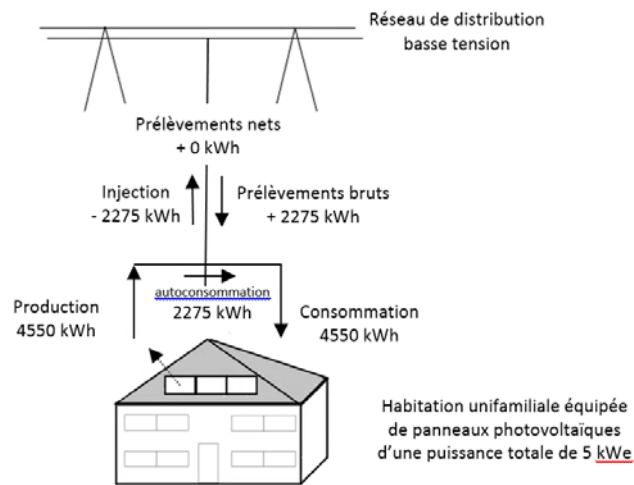 Réseau de distribution
basse tension
Prélèvements nets
+ 0 kWh
Injection
- 2275 kWh
Prélèvements bruts
+ 2275 kWh
autoconsommation
2275 kWh
Production
4550 kWh
Consommation
4550 kWh
Habitation unifamiliale équipée
de panneaux photovoltaïques
d'une puissance totale de 5 kWe